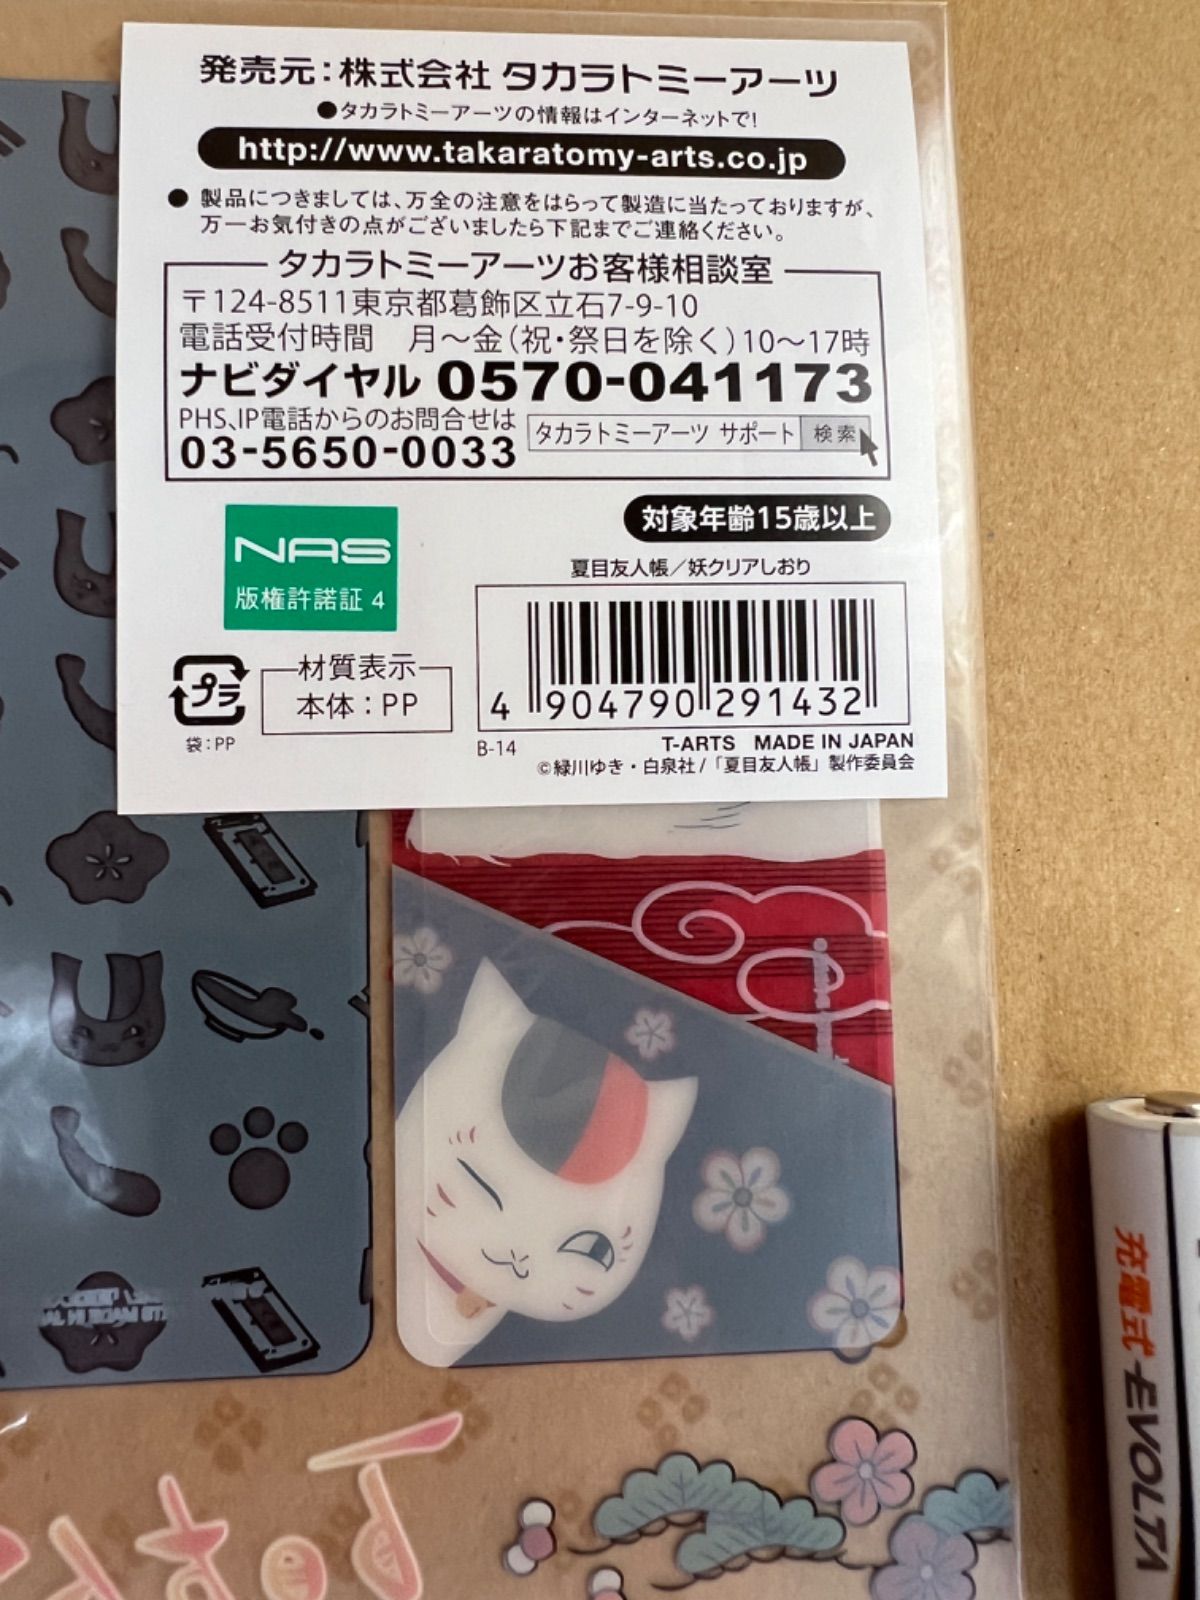 発売元：株式会社 タカラトミーアーツ
●タカラトミーアーツの情報はインターネットで!
http://www.takaratomy-arts.co.jp
● 製品につきましては、万全の注意をはらって製造に当たっておりますが、
万一お気付きの点がございましたら下記までご連絡ください。
タカラトミーアーツお客様相談室
〒124-8511東京都葛飾区立石7-9-10
電話受付時間　月～金（祝・祭日を除く）10～17時
ナビダイヤル 0570-041173
PHS、IP電話からのお問合せは
03-5650-0033
タカラトミーアーツ サポート 検索
対象年齢15歳以上
NAS
版権許諾証 4
夏目友人帳／妖クリアしおり
4 904790 291432
プラ
袋：PP
材質表示
本体：PP
B-14
T-ARTS MADE IN JAPAN
©緑川ゆき・白泉社/「夏目友人帳」製作委員会
充電式 EVOLTA